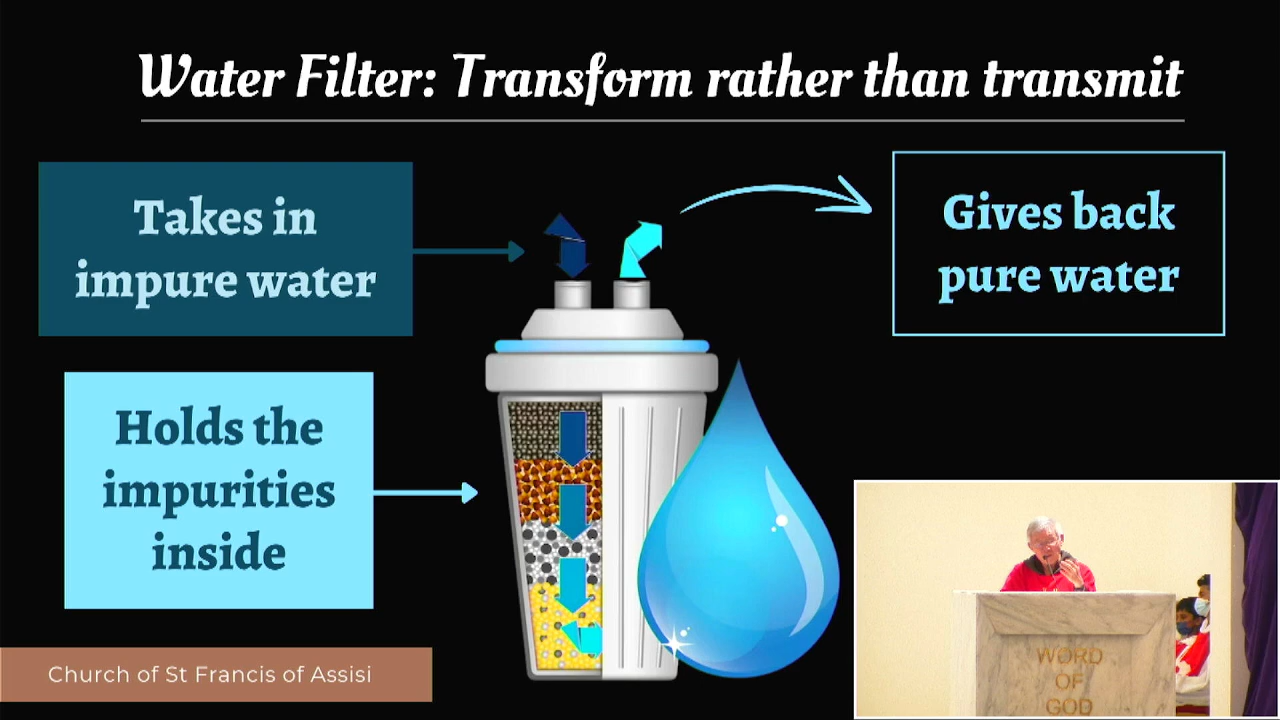 Water Filter: Transform rather than transmit
Takes in
impure water
Gives back
pure water
Holds the
impurities
inside
Church of St Francis of Assisi
WORD
OF
GOD